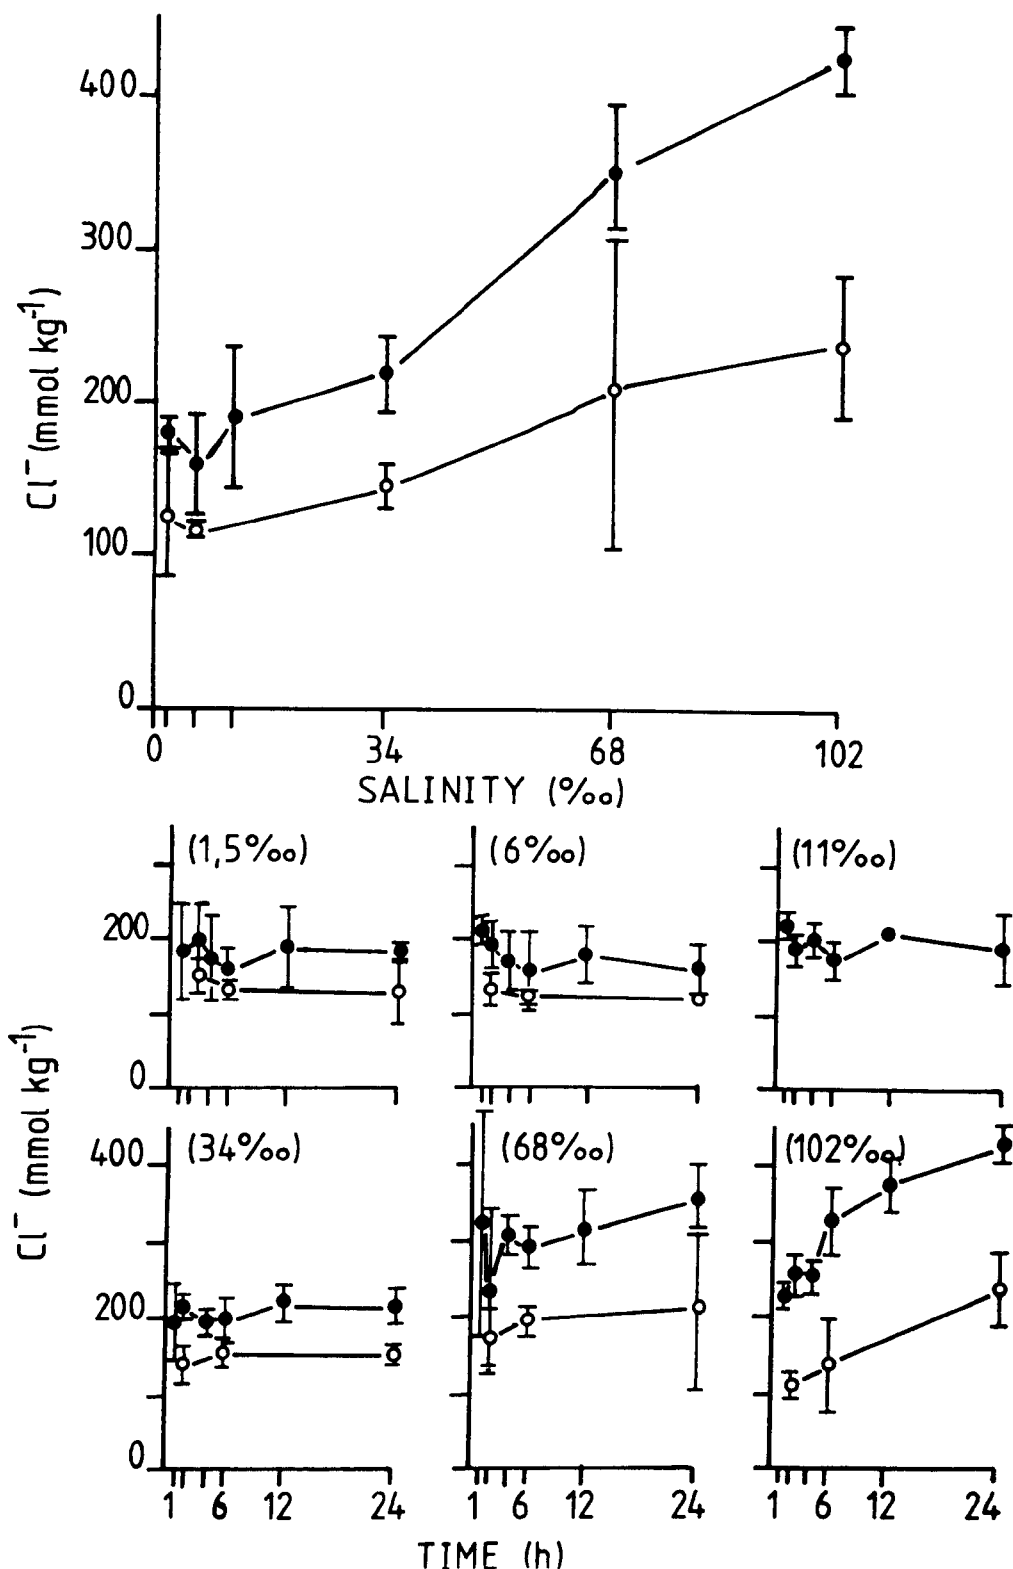 400
300
200
100
0
Cl⁻ (mmol kg⁻¹)
0 34 68 102
SALINITY (‰)
(1,5‰) (6‰) (11‰)
200
0
Cl⁻ (mmol kg⁻¹)
(34‰) (68‰) (102‰)
400
200
0
1 6 12 24 1 6 12 24 1 6 12 24
TIME (h)